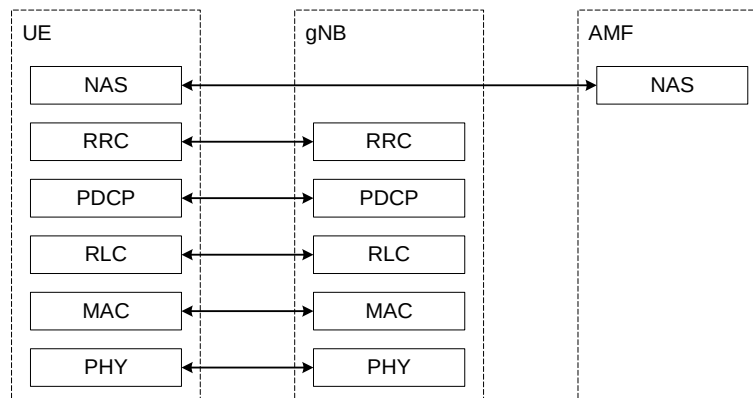 UE
gNB
AMF
NAS
NAS
RRC
RRC
PDCP
PDCP
RLC
RLC
MAC
MAC
PHY
PHY